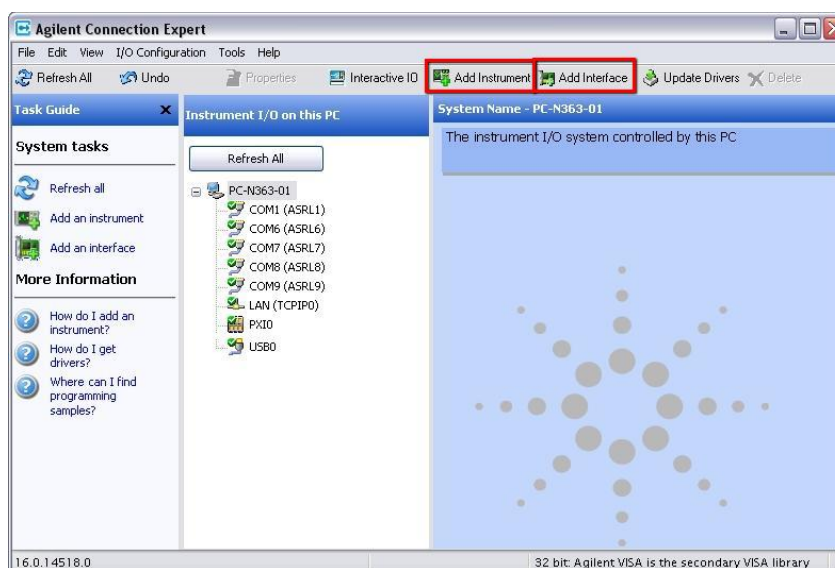 Agilent Connection Expert
File Edit View I/O Configuration Tools Help
Refresh All Undo Properties Interactive IO Add Instrument Add Interface Update Drivers Delete
Task Guide
System tasks
Refresh all
Add an instrument
Add an interface
More Information
How do I add an
instrument?
How do I get
drivers?
Where can I find
programming
samples?
Instrument I/O on this PC
Refresh All
PC-N363-01
COM1 (ASRL1)
COM6 (ASRL6)
COM7 (ASRL7)
COM8 (ASRL8)
COM9 (ASRL9)
LAN (TCPIP0)
PXI0
USB0
System Name - PC-N363-01
The instrument I/O system controlled by this PC
16.0.14518.0
32 bit: Agilent VISA is the secondary VISA library